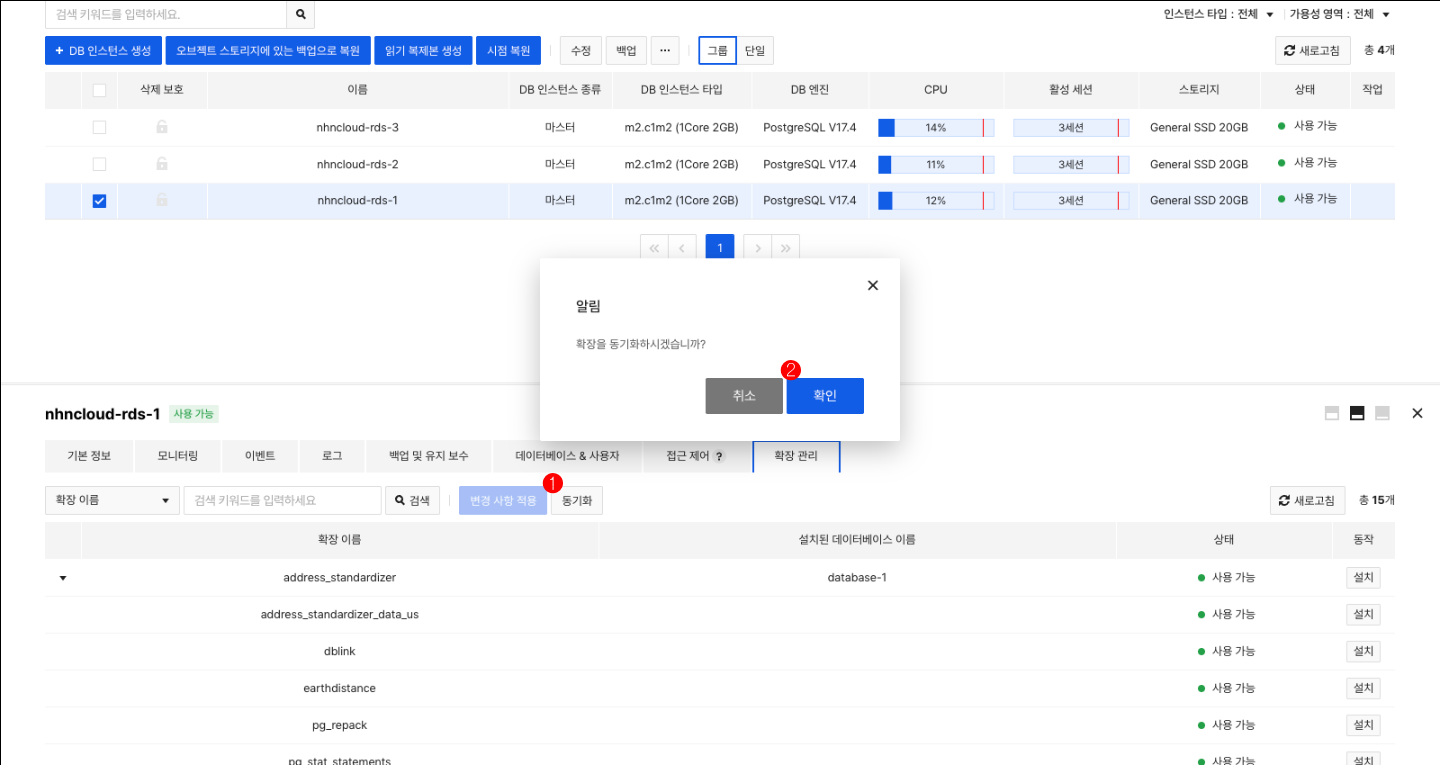 검색 키워드를 입력하세요.
인스턴스 타입 : 전체 가용성 영역 : 전체
+ DB 인스턴스 생성 오브젝트 스토리지에 있는 백업으로 복원 읽기 복제본 생성 시점 복원 수정 백업 ... 그룹 단일 새로고침 총 4개
삭제 보호 이름 DB 인스턴스 종류 DB 인스턴스 타입 DB 엔진 CPU 활성 세션 스토리지 상태 작업
nhncloud-rds-3 마스터 m2.c1m2 (1Core 2GB) PostgreSQL V17.4 14% 3세션 General SSD 20GB 사용 가능
nhncloud-rds-2 마스터 m2.c1m2 (1Core 2GB) PostgreSQL V17.4 11% 3세션 General SSD 20GB 사용 가능
nhncloud-rds-1 마스터 m2.c1m2 (1Core 2GB) PostgreSQL V17.4 12% 3세션 General SSD 20GB 사용 가능
1
알림
확장을 동기화하시겠습니까?
2
취소 확인
nhncloud-rds-1 사용 가능
기본 정보 모니터링 이벤트 로그 백업 및 유지 보수 데이터베이스 & 사용자 접근 제어 ? 확장 관리
1
확장 이름 검색 키워드를 입력하세요 검색 변경 사항 적용 동기화 새로고침 총 15개
확장 이름 설치된 데이터베이스 이름 상태 동작
address_standardizer database-1 사용 가능 설치
address_standardizer_data_us 사용 가능 설치
dblink 사용 가능 설치
earthdistance 사용 가능 설치
pg_repack 사용 가능 설치
pg_stat_statements 사용 가능 설치